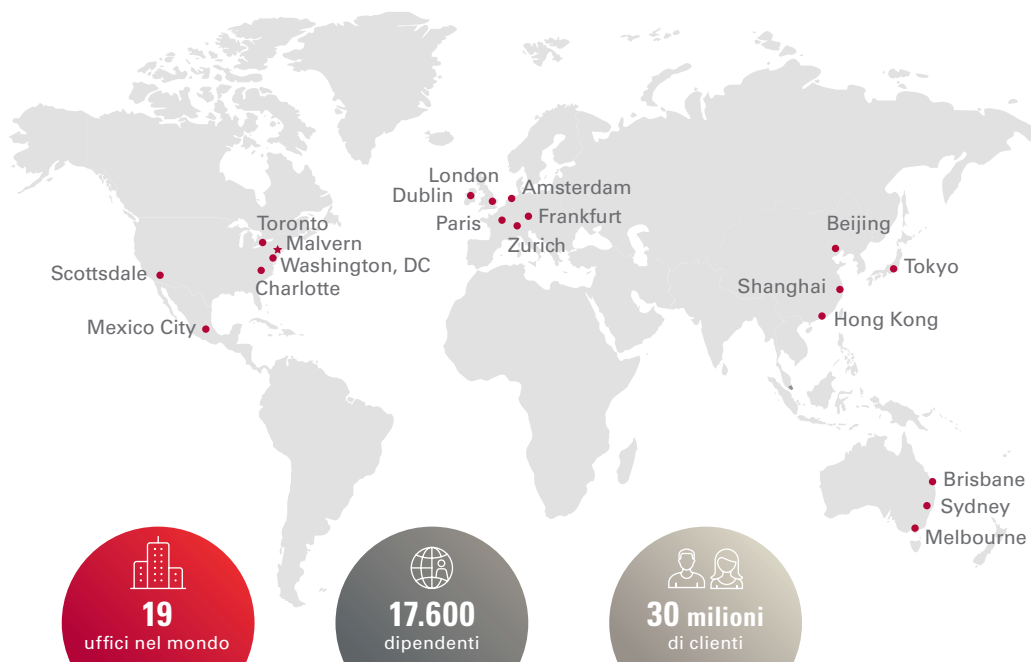 London
Dublin
Amsterdam
Paris
Frankfurt
Zurich
Toronto
Malvern
Washington, DC
Scottsdale
Charlotte
Mexico City
Beijing
Tokyo
Shanghai
Hong Kong
Brisbane
Sydney
Melbourne
19
uffici nel mondo
17.600
dipendenti
30 milioni
di clienti